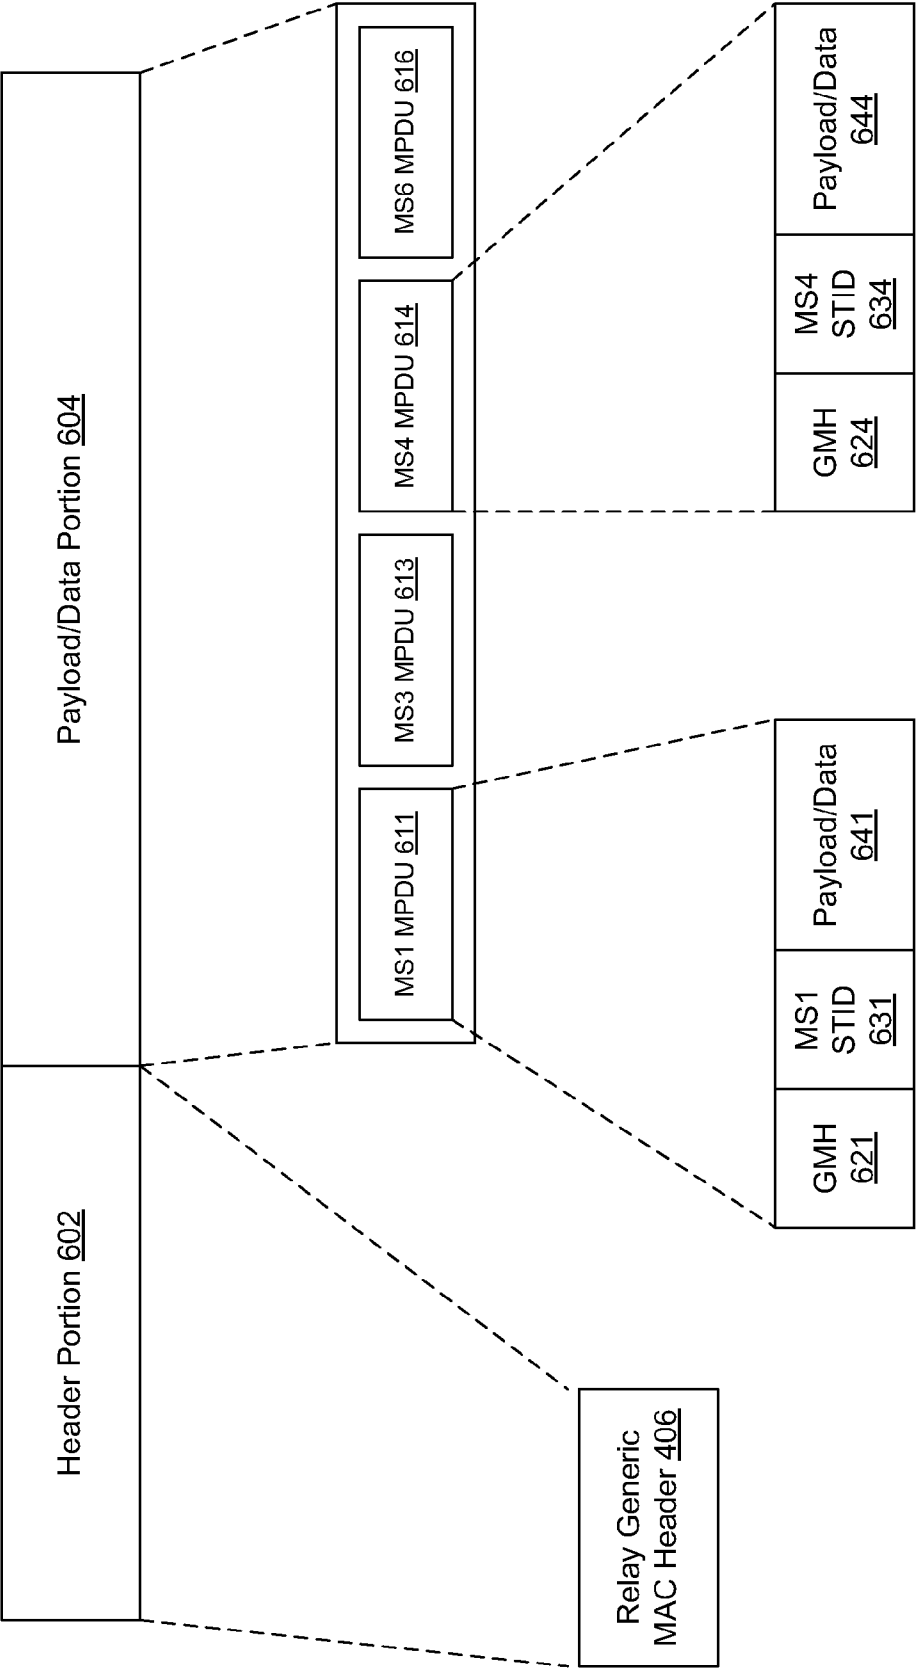 Header Portion 602
Payload/Data Portion 604
MS1 MPDU 611
MS3 MPDU 613
MS4 MPDU 614
MS6 MPDU 616
Relay Generic
MAC Header 406
GMH
621
MS1
STID
631
Payload/Data
641
GMH
624
MS4
STID
634
Payload/Data
644